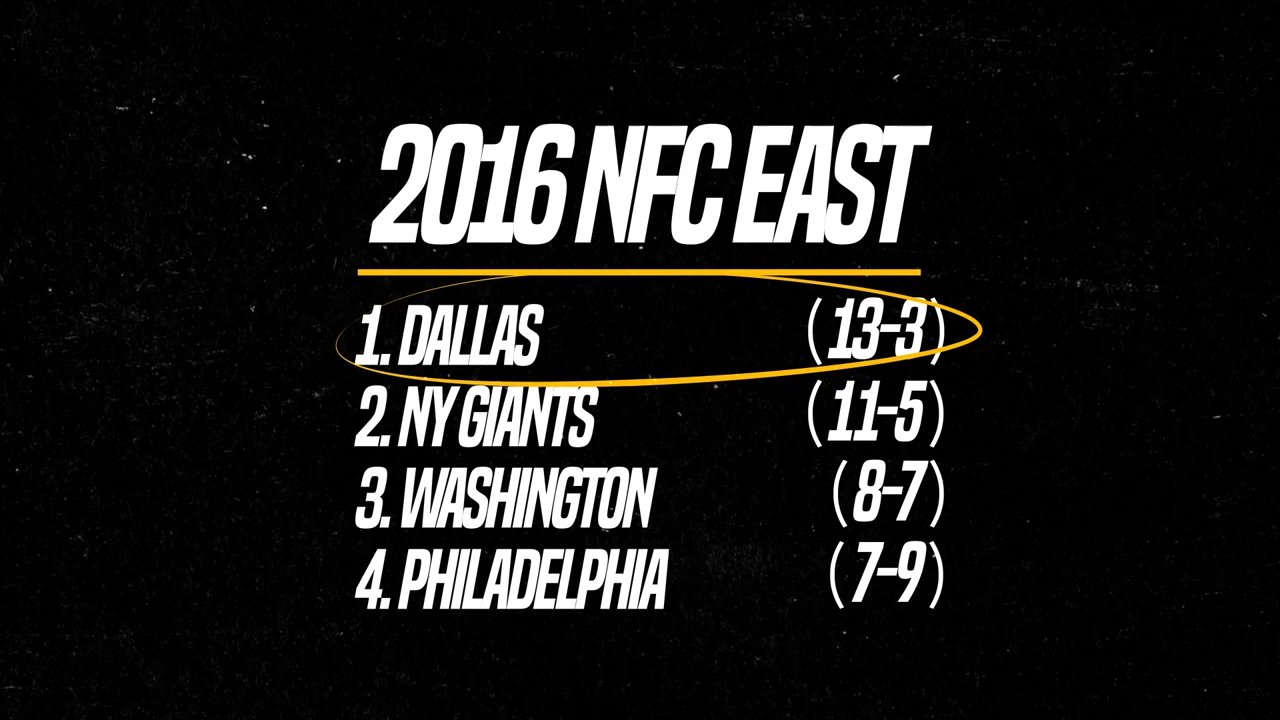 2016 NFC EAST
1. DALLAS (13-3)
2. NY GIANTS (11-5)
3. WASHINGTON (8-7)
4. PHILADELPHIA (7-9)